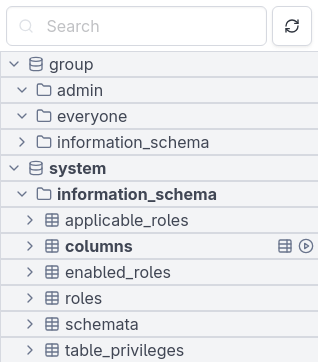 Search
group
admin
everyone
information_schema
system
information_schema
applicable_roles
columns
enabled_roles
roles
schemata
table_privileges